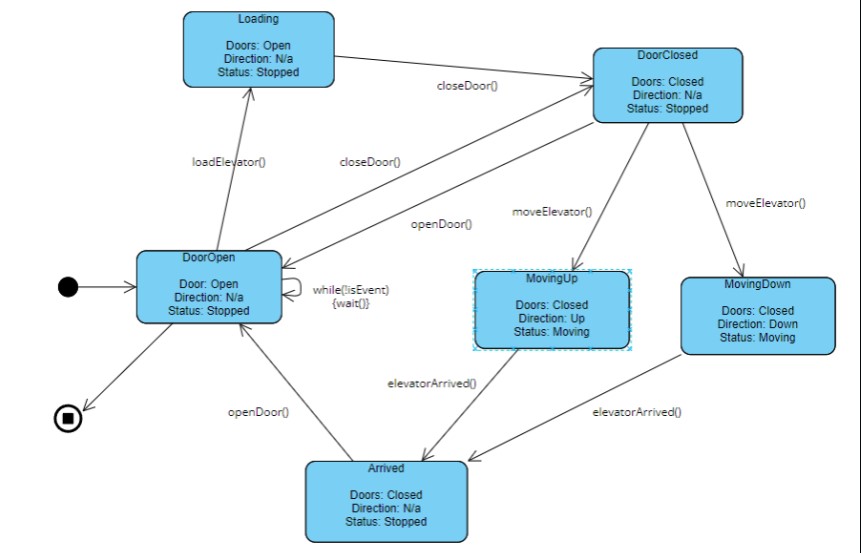 Loading
Doors: Open
Direction: N/a
Status: Stopped
closeDoor()
DoorClosed
Doors: Closed
Direction: N/a
Status: Stopped
loadElevator()
closeDoor()
openDoor()
moveElevator()
moveElevator()
DoorOpen
Door: Open
Direction: N/a
Status: Stopped
while(!isEvent)
{wait()}
MovingUp
Doors: Closed
Direction: Up
Status: Moving
MovingDown
Doors: Closed
Direction: Down
Status: Moving
elevatorArrived()
openDoor()
elevatorArrived()
Arrived
Doors: Closed
Direction: N/a
Status: Stopped